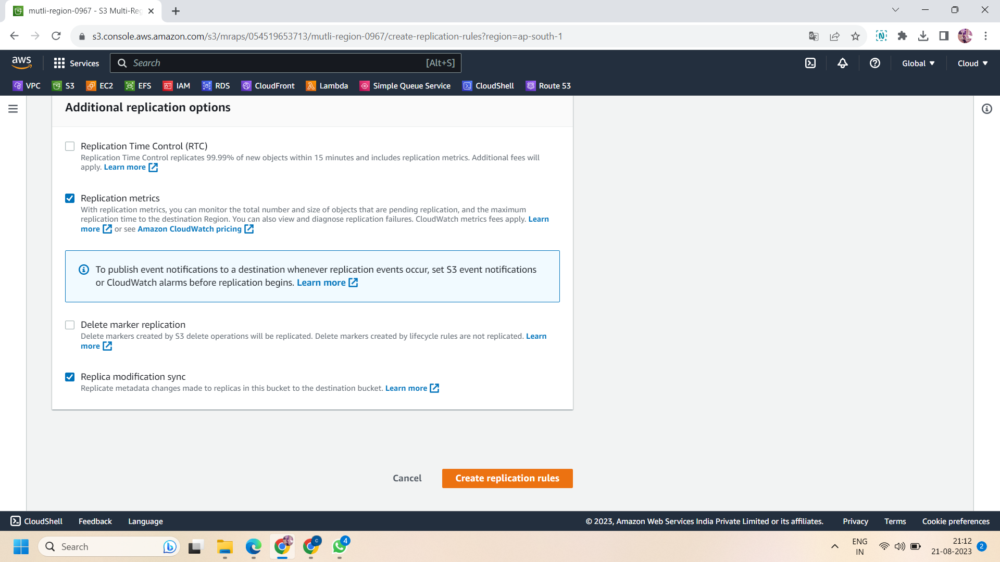 mutli-region-0967 - S3 Multi-Reg
s3.console.aws.amazon.com/s3/mraps/054519653713/mutli-region-0967/create-replication-rules?region=ap-south-1
aws
Services
Search
[Alt+S]
Global
Cloud
VPC S3 EC2 EFS IAM RDS CloudFront Lambda Simple Queue Service CloudShell Route 53
Additional replication options
Replication Time Control (RTC)
Replication Time Control replicates 99.99% of new objects within 15 minutes and includes replication metrics. Additional fees will
apply. Learn more
Replication metrics
With replication metrics, you can monitor the total number and size of objects that are pending replication, and the maximum
replication time to the destination Region. You can also view and diagnose replication failures. CloudWatch metrics fees apply. Learn
more or see Amazon CloudWatch pricing
To publish event notifications to a destination whenever replication events occur, set S3 event notifications
or CloudWatch alarms before replication begins. Learn more
Delete marker replication
Delete markers created by S3 delete operations will be replicated. Delete markers created by lifecycle rules are not replicated. Learn
more
Replica modification sync
Replicate metadata changes made to replicas in this bucket to the destination bucket. Learn more
Cancel
Create replication rules
CloudShell Feedback Language
© 2023, Amazon Web Services India Private Limited or its affiliates. Privacy Terms Cookie preferences
Search
C
4
ENG
IN
21:12
21-08-2023
2